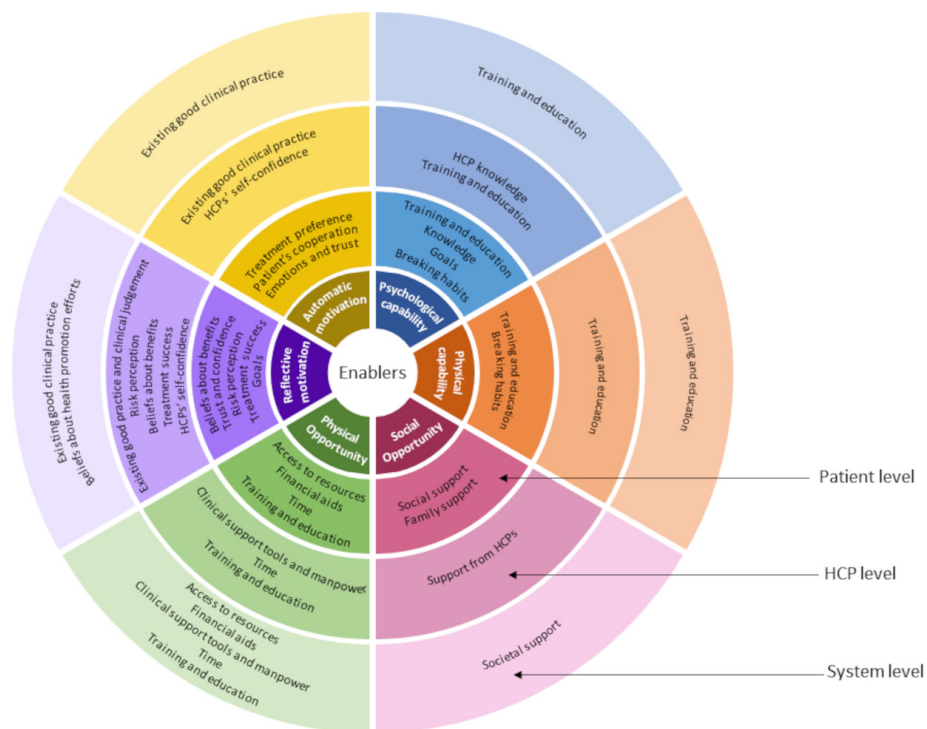 Enablers
Psychological
capability
Training and education
Knowledge
Goals
Breaking habits
HCP knowledge
Training and education
Training and education
Physical
capability
Training and education
Breaking habits
Training and education
Training and education
Social
Opportunity
Social support
Family support
Support from HCPs
Societal support
Physical
Opportunity
Access to resources
Financial aids
Time
Training and education
Clinical support tools and manpower
Time
Training and education
Access to resources
Financial aids
Clinical support tools and manpower
Time
Training and education
Reflective
motivation
Beliefs about benefits
Trust and confidence
Risk perception
Treatment success
Goals
Existing good practice and clinical judgement
Risk perception
Beliefs about benefits
Treatment success
HCPs' self-confidence
Existing good clinical practice
Beliefs about health promotion efforts
Automatic
motivation
Treatment preference
Patient's cooperation
Emotions and trust
Existing good clinical practice
HCPs' self-confidence
Existing good clinical practice
Patient level
HCP level
System level